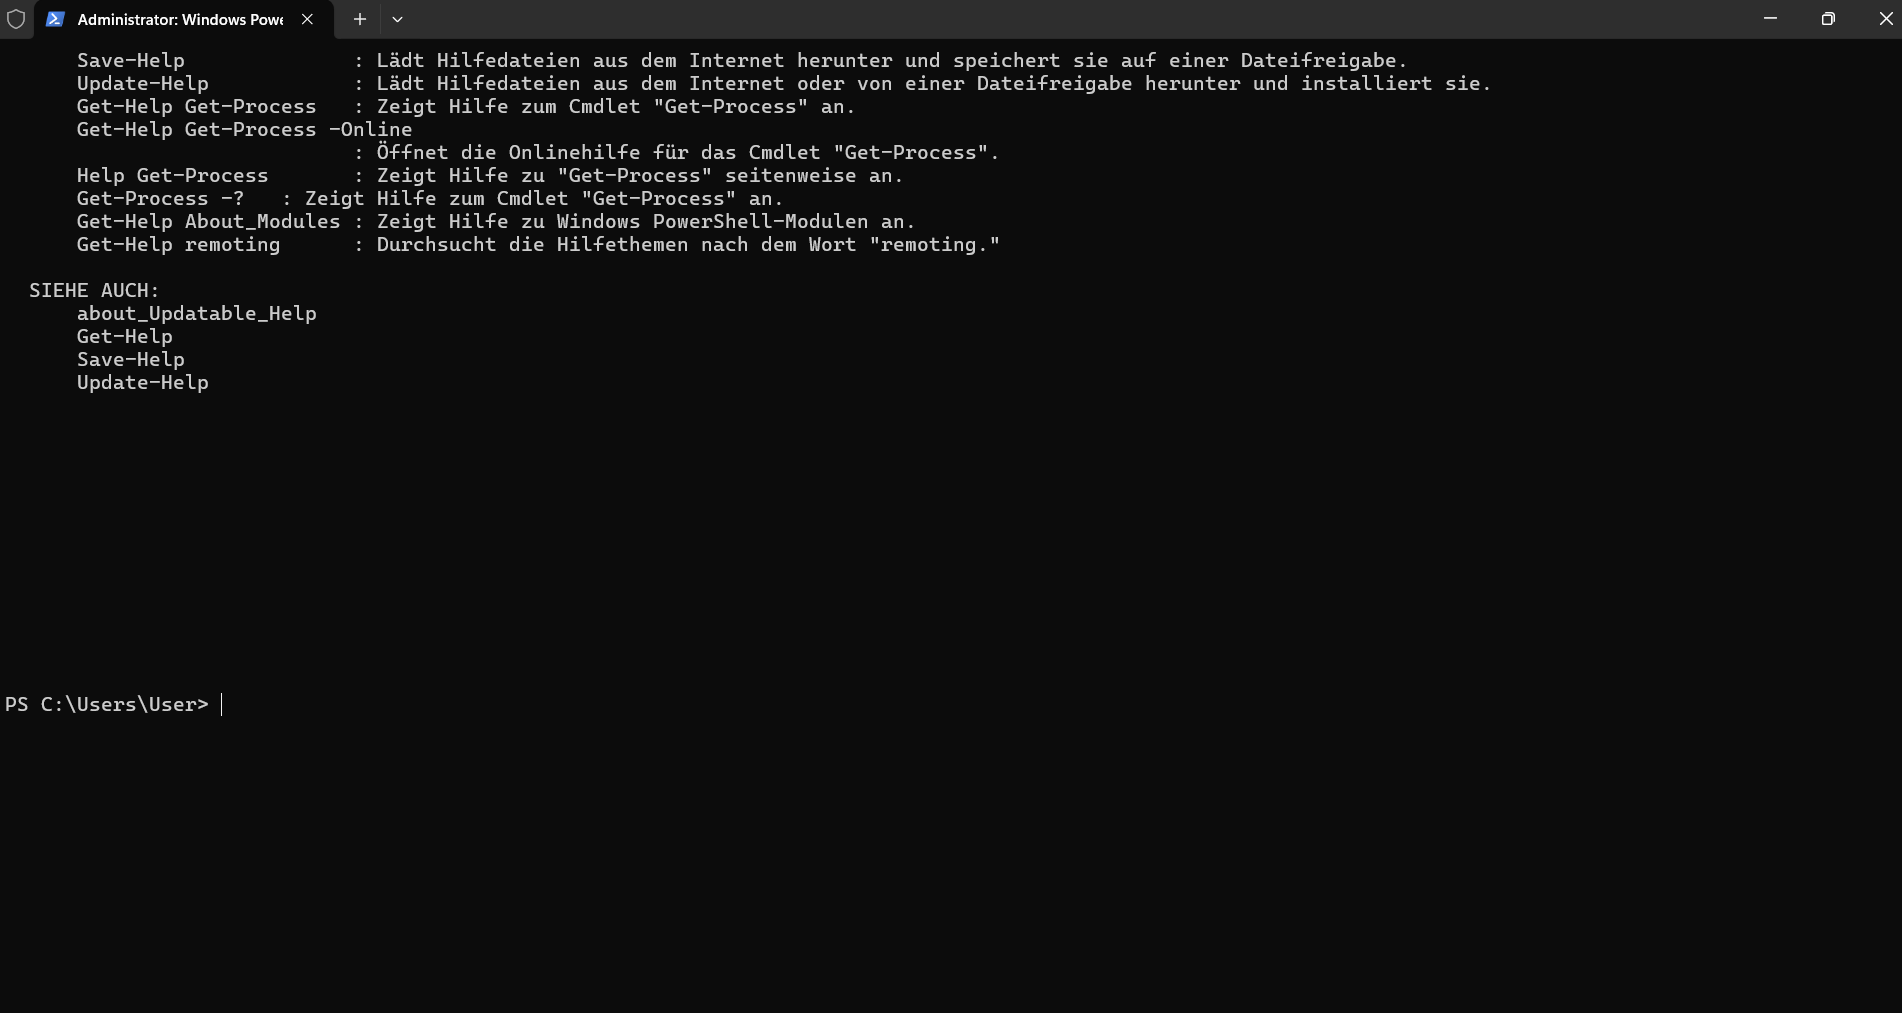 Administrator: Windows Powe
Save-Help : Lädt Hilfedateien aus dem Internet herunter und speichert sie auf einer Dateifreigabe.
Update-Help : Lädt Hilfedateien aus dem Internet oder von einer Dateifreigabe herunter und installiert sie.
Get-Help Get-Process : Zeigt Hilfe zum Cmdlet "Get-Process" an.
Get-Help Get-Process -Online
: Öffnet die Onlinehilfe für das Cmdlet "Get-Process".
Help Get-Process : Zeigt Hilfe zu "Get-Process" seitenweise an.
Get-Process -? : Zeigt Hilfe zum Cmdlet "Get-Process" an.
Get-Help About_Modules : Zeigt Hilfe zu Windows PowerShell-Modulen an.
Get-Help remoting : Durchsucht die Hilfethemen nach dem Wort "remoting."
SIEHE AUCH:
about_Updatable_Help
Get-Help
Save-Help
Update-Help
PS C:\Users\User>